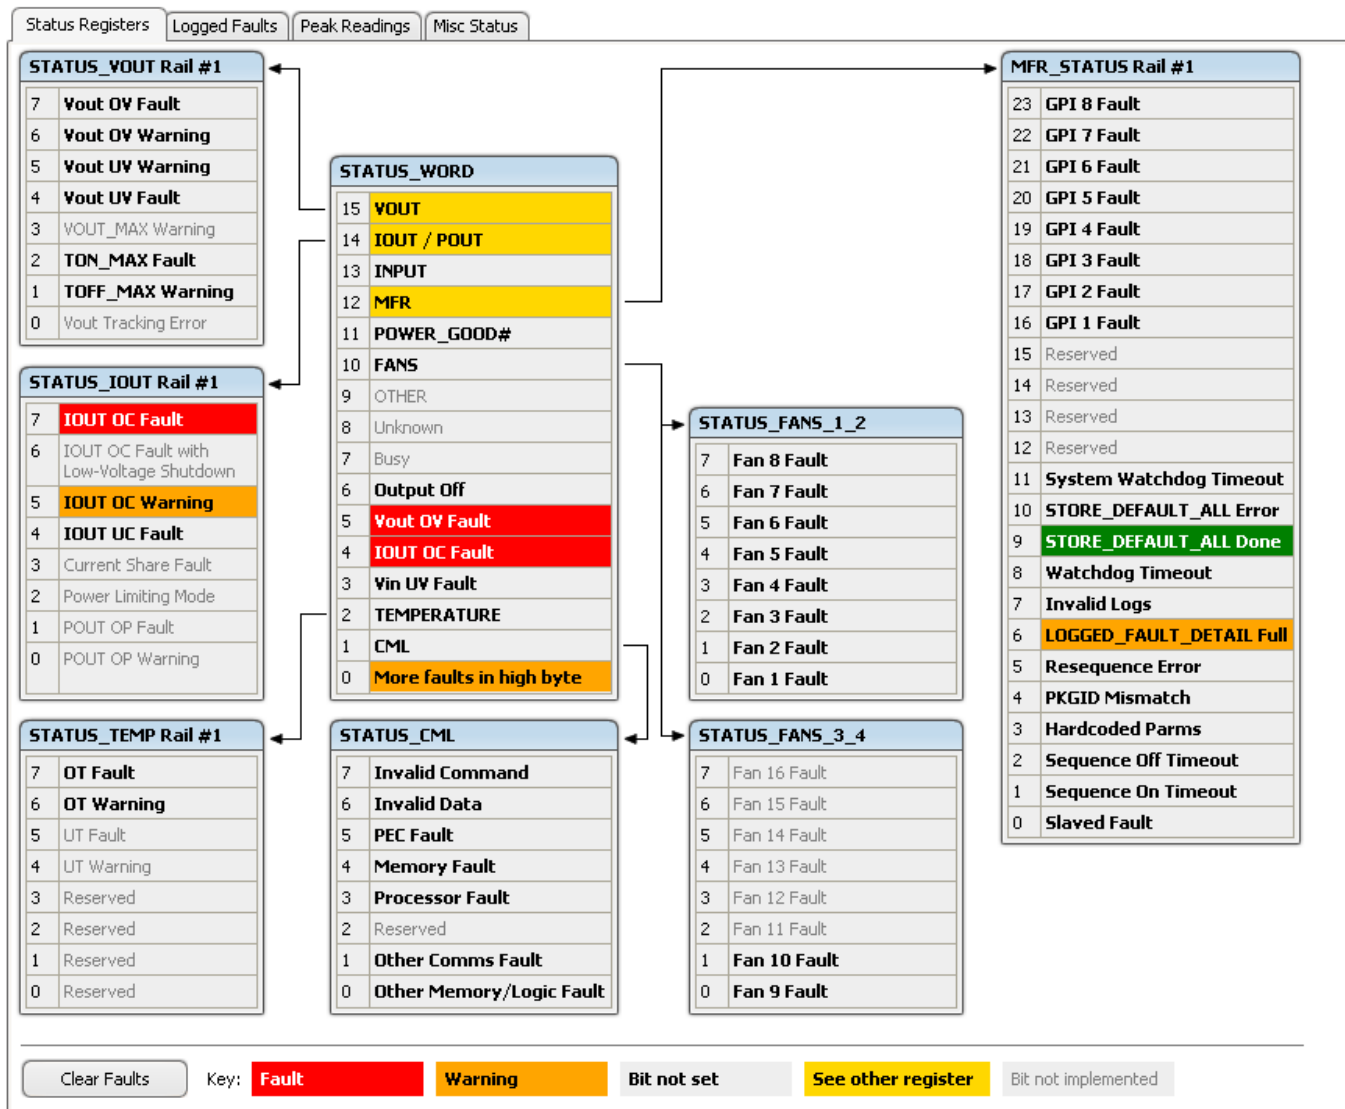 Status Registers
Logged Faults
Peak Readings
Misc Status
STATUS_VOUT Rail #1
7 Vout OV Fault
6 Vout OV Warning
5 Vout UV Warning
4 Vout UV Fault
3 VOUT_MAX Warning
2 TON_MAX Fault
1 TOFF_MAX Warning
0 Vout Tracking Error
STATUS_IOUT Rail #1
7 IOUT OC Fault
6 IOUT OC Fault with
Low-Voltage Shutdown
5 IOUT OC Warning
4 IOUT UC Fault
3 Current Share Fault
2 Power Limiting Mode
1 POUT OP Fault
0 POUT OP Warning
STATUS_TEMP Rail #1
7 OT Fault
6 OT Warning
5 UT Fault
4 UT Warning
3 Reserved
2 Reserved
1 Reserved
0 Reserved
STATUS_WORD
15 VOUT
14 IOUT / POUT
13 INPUT
12 MFR
11 POWER_GOOD#
10 FANS
9 OTHER
8 Unknown
7 Busy
6 Output Off
5 Vout OV Fault
4 IOUT OC Fault
3 Vin UV Fault
2 TEMPERATURE
1 CML
0 More faults in high byte
STATUS_CML
7 Invalid Command
6 Invalid Data
5 PEC Fault
4 Memory Fault
3 Processor Fault
2 Reserved
1 Other Comms Fault
0 Other Memory/Logic Fault
STATUS_FANS_1_2
7 Fan 8 Fault
6 Fan 7 Fault
5 Fan 6 Fault
4 Fan 5 Fault
3 Fan 4 Fault
2 Fan 3 Fault
1 Fan 2 Fault
0 Fan 1 Fault
STATUS_FANS_3_4
7 Fan 16 Fault
6 Fan 15 Fault
5 Fan 14 Fault
4 Fan 13 Fault
3 Fan 12 Fault
2 Fan 11 Fault
1 Fan 10 Fault
0 Fan 9 Fault
MFR_STATUS Rail #1
23 GPI 8 Fault
22 GPI 7 Fault
21 GPI 6 Fault
20 GPI 5 Fault
19 GPI 4 Fault
18 GPI 3 Fault
17 GPI 2 Fault
16 GPI 1 Fault
15 Reserved
14 Reserved
13 Reserved
12 Reserved
11 System Watchdog Timeout
10 STORE_DEFAULT_ALL Error
9 STORE_DEFAULT_ALL Done
8 Watchdog Timeout
7 Invalid Logs
6 LOGGED_FAULT_DETAIL Full
5 Resequence Error
4 PKGID Mismatch
3 Hardcoded Parms
2 Sequence Off Timeout
1 Sequence On Timeout
0 Slaved Fault
Clear Faults
Key:
Fault
Warning
Bit not set
See other register
Bit not implemented